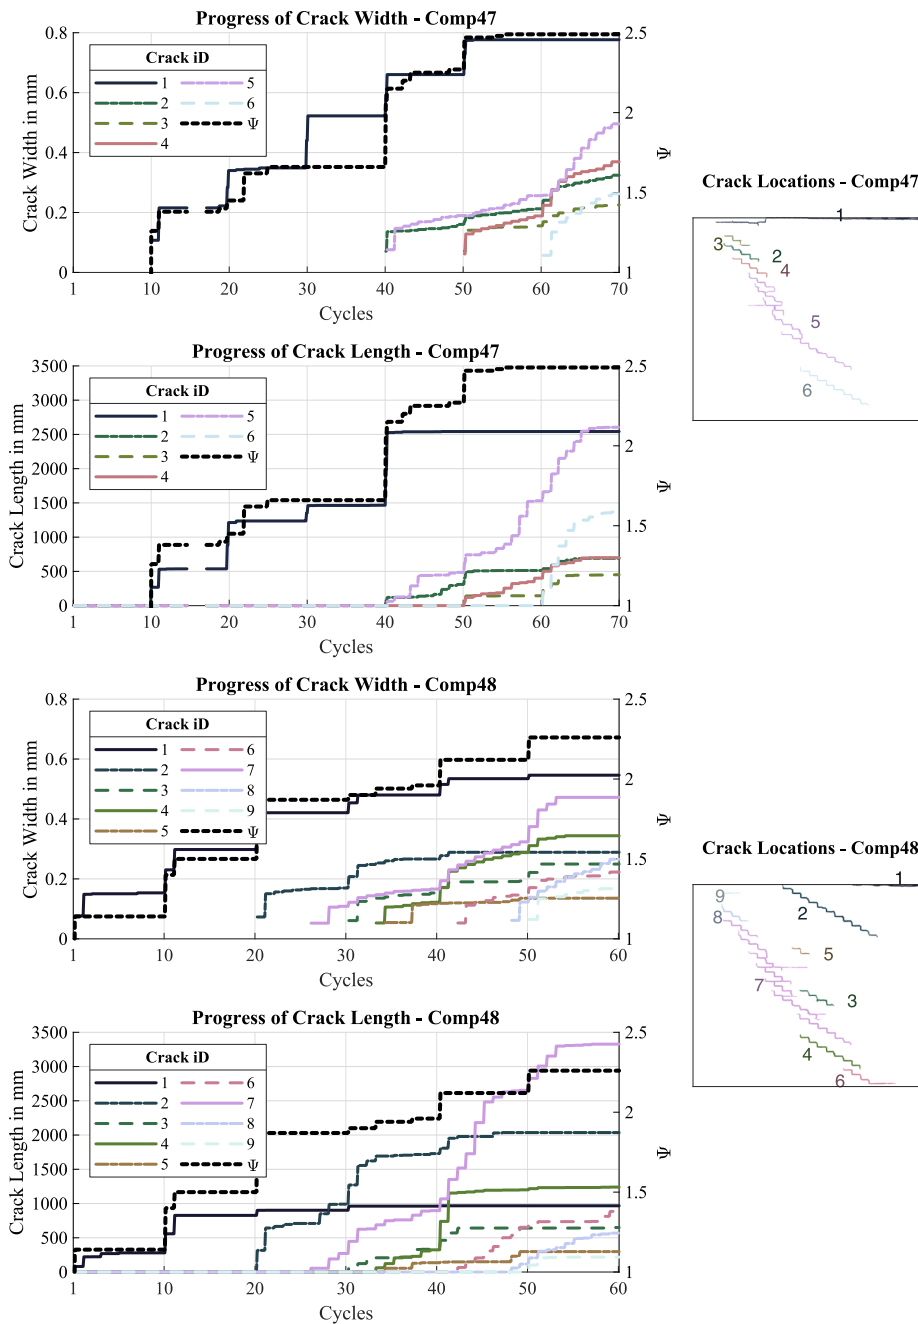 Progress of Crack Width - Comp47
Crack Width in mm
0.8
0.6
0.4
0.2
0
2.5
2
1.5
1
Ψ
Crack iD
1 5
2 6
3 Ψ
4
1 10 20 30 40 50 60 70
Cycles
Progress of Crack Length - Comp47
Crack Length in mm
3500
3000
2500
2000
1500
1000
500
0
2.5
2
1.5
1
Ψ
Crack iD
1 5
2 6
3 Ψ
4
1 10 20 30 40 50 60 70
Cycles
Crack Locations - Comp47
1
3
2
4
5
6
Progress of Crack Width - Comp48
Crack Width in mm
0.8
0.6
0.4
0.2
0
2.5
2
1.5
1
Ψ
Crack iD
1 6
2 7
3 8
4 9
5 Ψ
1 10 20 30 40 50 60
Cycles
Progress of Crack Length - Comp48
Crack Length in mm
3500
3000
2500
2000
1500
1000
500
0
2.5
2
1.5
1
Ψ
Crack iD
1 6
2 7
3 8
4 9
5 Ψ
1 10 20 30 40 50 60
Cycles
Crack Locations - Comp48
1
9
2
8
5
7
3
4
6